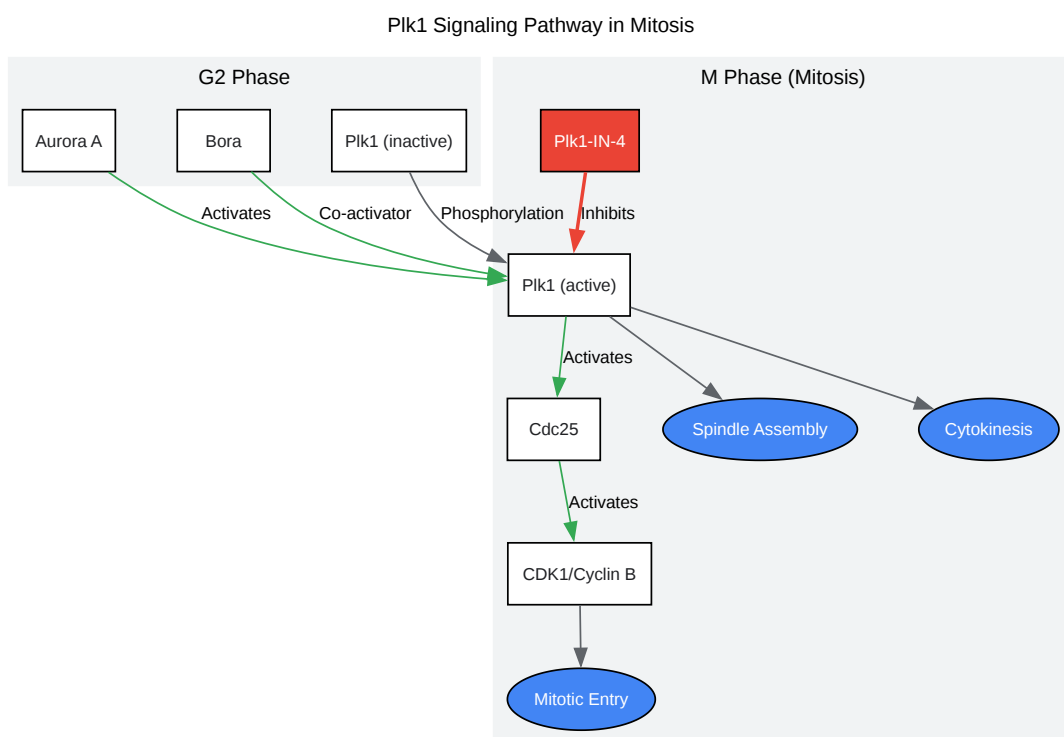 Plk1 Signaling Pathway in Mitosis
G2 Phase
M Phase (Mitosis)
Aurora A
Bora
Plk1 (inactive)
Plk1-IN-4
Activates
Co-activator
Phosphorylation
Inhibits
Plk1 (active)
Activates
Cdc25
Spindle Assembly
Cytokinesis
Activates
CDK1/Cyclin B
Mitotic Entry